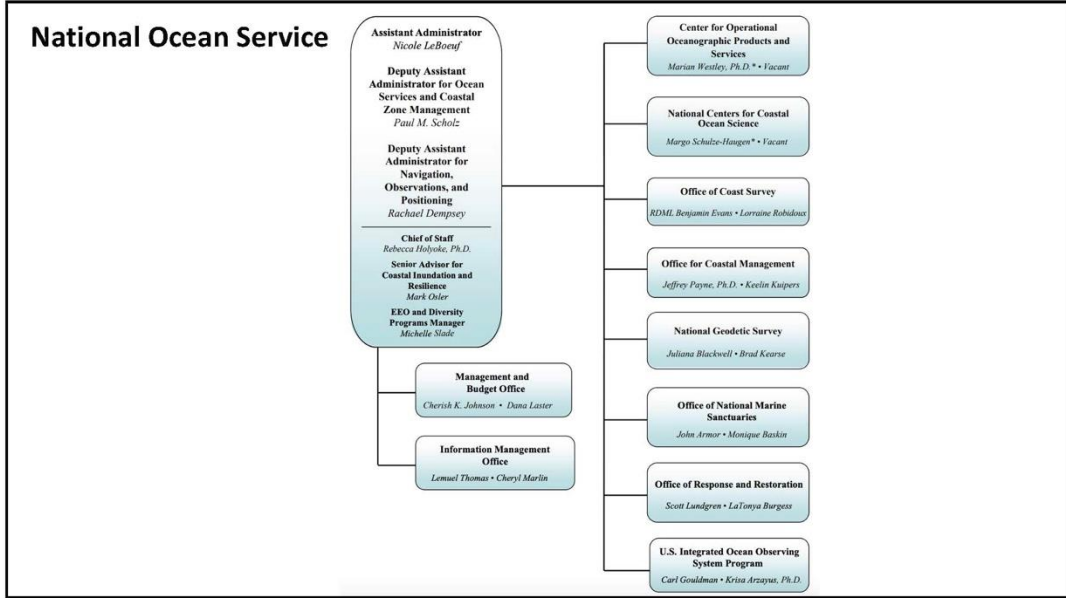 National Ocean Service
Assistant Administrator
Nicole LeBoeuf
Deputy Assistant
Administrator for Ocean
Services and Coastal
Zone Management
Paul M. Scholz
Deputy Assistant
Administrator for
Navigation,
Observations, and
Positioning
Rachael Dempsey
Chief of Staff
Rebecca Holyoke, Ph.D.
Senior Advisor for
Coastal Inundation and
Resilience
Mark Osler
EEO and Diversity
Programs Manager
Michelle Slade
Management and
Budget Office
Cherish K. Johnson • Dana Laster
Information Management
Office
Lemuel Thomas • Cheryl Marlin
Center for Operational
Oceanographic Products and
Services
Marian Westley, Ph.D.* • Vacant
National Centers for Coastal
Ocean Science
Margo Schulze-Haugen* • Vacant
Office of Coast Survey
RDML Benjamin Evans • Lorraine Robidoux
Office for Coastal Management
Jeffrey Payne, Ph.D. • Keelin Kuipers
National Geodetic Survey
Juliana Blackwell • Brad Kearse
Office of National Marine
Sanctuaries
John Armor • Monique Baskin
Office of Response and Restoration
Scott Lundgren • LaTonya Burgess
U.S. Integrated Ocean Observing
System Program
Carl Gouldman • Krisa Arzayus, Ph.D.